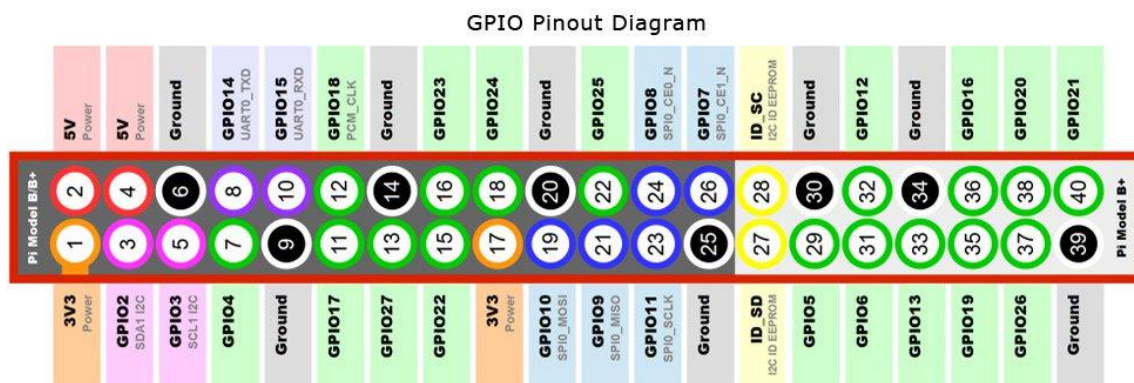 GPIO Pinout Diagram
5V
Power
5V
Power
Ground
GPIO14
UART0_TXD
GPIO15
UART0_RXD
GPIO18
PCM_CLK
Ground
GPIO23
GPIO24
Ground
GPIO25
GPIO8
SPI0_CE0_N
GPIO7
SPI0_CE1_N
ID_SC
I2C ID EEPROM
Ground
GPIO12
Ground
GPIO16
GPIO20
GPIO21
Pi Model B/B+
2
4
6
8
10
12
14
16
18
20
22
24
26
28
30
32
34
36
38
40
1
3
5
7
9
11
13
15
17
19
21
23
25
27
29
31
33
35
37
39
Pi Model B+
3V3
Power
GPIO2
SDA1 I2C
GPIO3
SCL1 I2C
GPIO4
Ground
GPIO17
GPIO27
GPIO22
3V3
Power
GPIO10
SPI0_MOSI
GPIO9
SPI0_MISO
GPIO11
SPI0_SCLK
Ground
ID_SD
I2C ID EEPROM
GPIO5
GPIO6
GPIO13
GPIO19
GPIO26
Ground